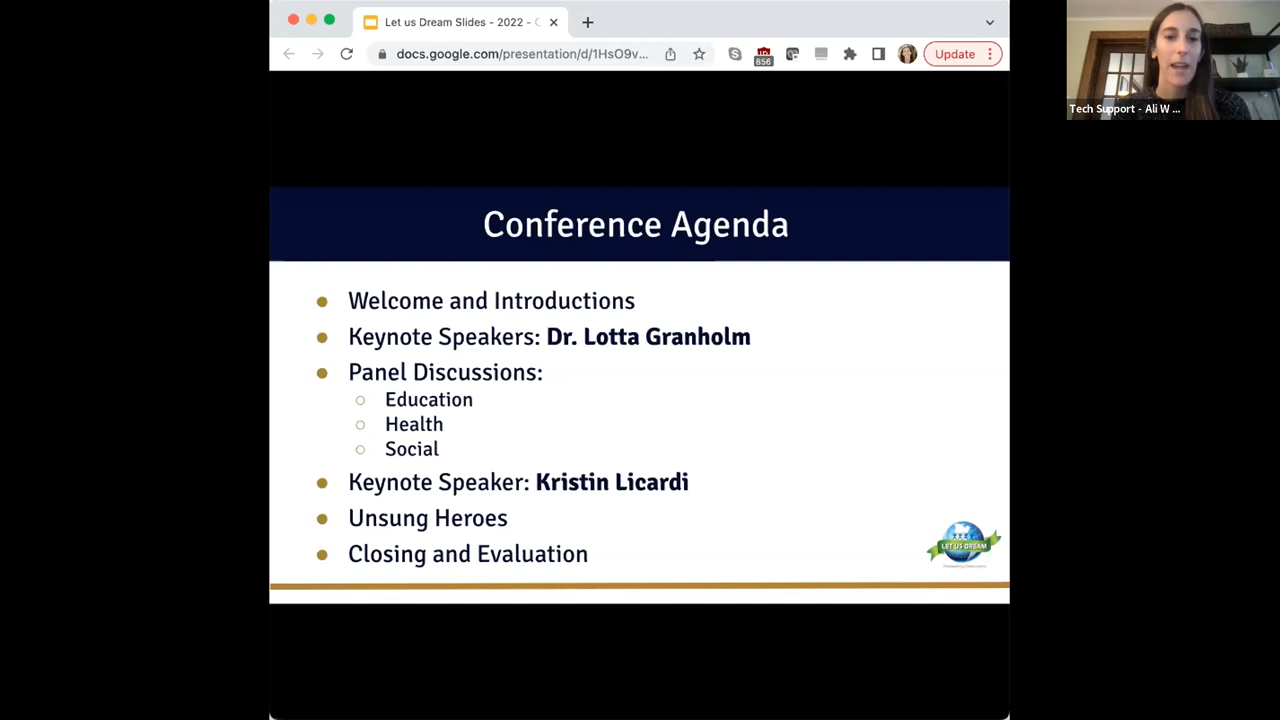 Let us Dream Slides - 2022 -
docs.google.com/presentation/d/1HsO9v...
856
Update
Tech Support - Ali W ...
Conference Agenda
Welcome and Introductions
Keynote Speakers: Dr. Lotta Granholm
Panel Discussions:
Education
Health
Social
Keynote Speaker: Kristin Licardi
Unsung Heroes
Closing and Evaluation
LET US DREAM